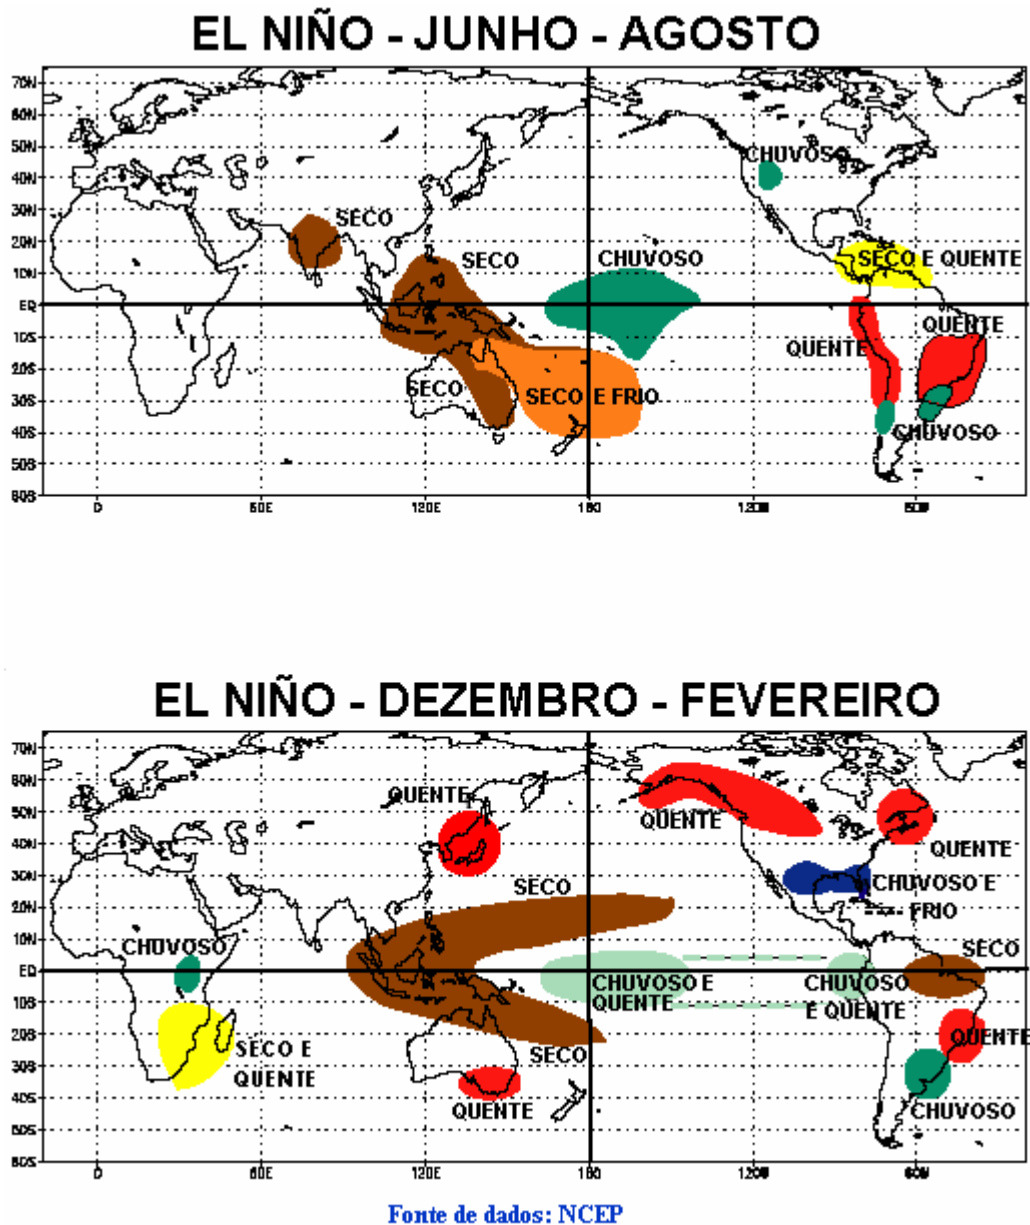 EL NIÑO - JUNHO - AGOSTO
70N
60N
50N
CHUVOSO
40N
30N
SECO
20N
SECO
CHUVOSO
SECO E QUENTE
10N
EQ
QUENTE
10S
QUENTE
20S
SECO
SECO E FRIO
30S
CHUVOSO
40S
50S
60S
0
60E
120E
180
120W
60W
EL NIÑO - DEZEMBRO - FEVEREIRO
70N
60N
QUENTE
50N
QUENTE
QUENTE
40N
30N
SECO
CHUVOSO E
FRIO
20N
CHUVOSO
SECO
10N
EQ
CHUVOSO E
QUENTE
CHUVOSO
E QUENTE
10S
QUENTE
20S
SECO E
QUENTE
SECO
30S
QUENTE
CHUVOSO
40S
50S
60S
0
60E
120E
180
120W
60W
Fonte de dados: NCEP